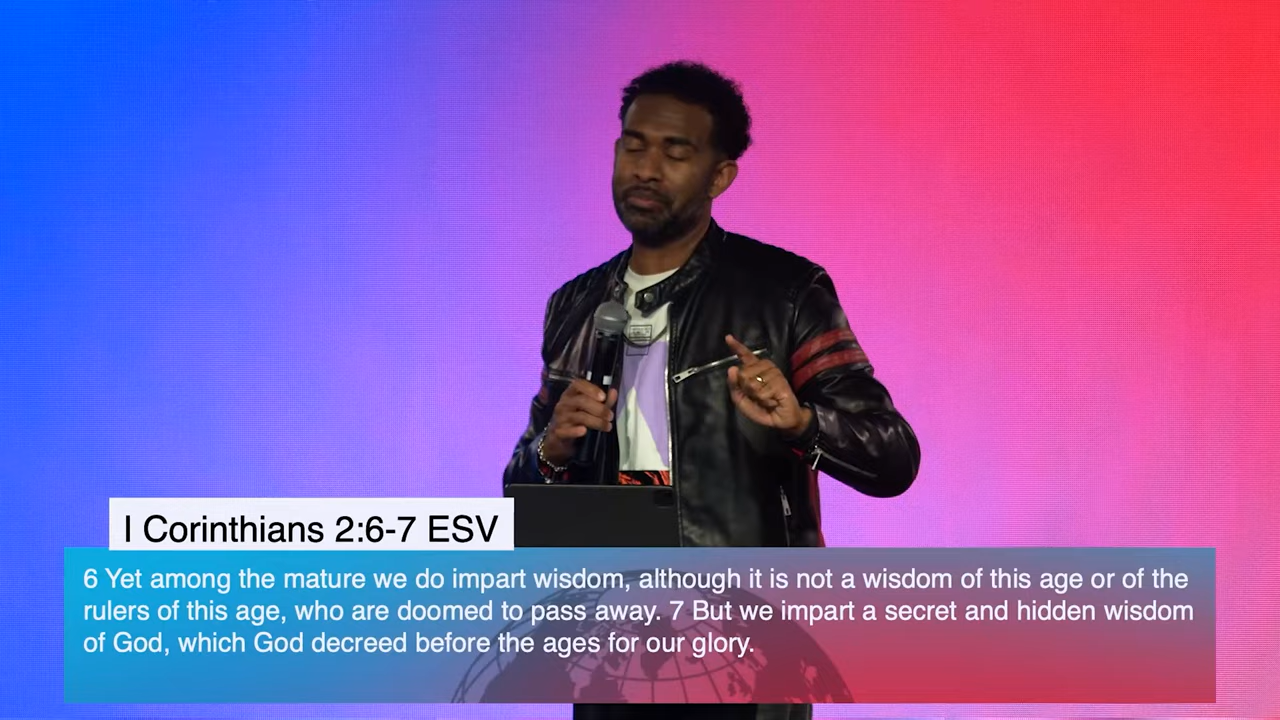 I Corinthians 2:6-7 ESV
6 Yet among the mature we do impart wisdom, although it is not a wisdom of this age or of the
rulers of this age, who are doomed to pass away. 7 But we impart a secret and hidden wisdom
of God, which God decreed before the ages for our glory.